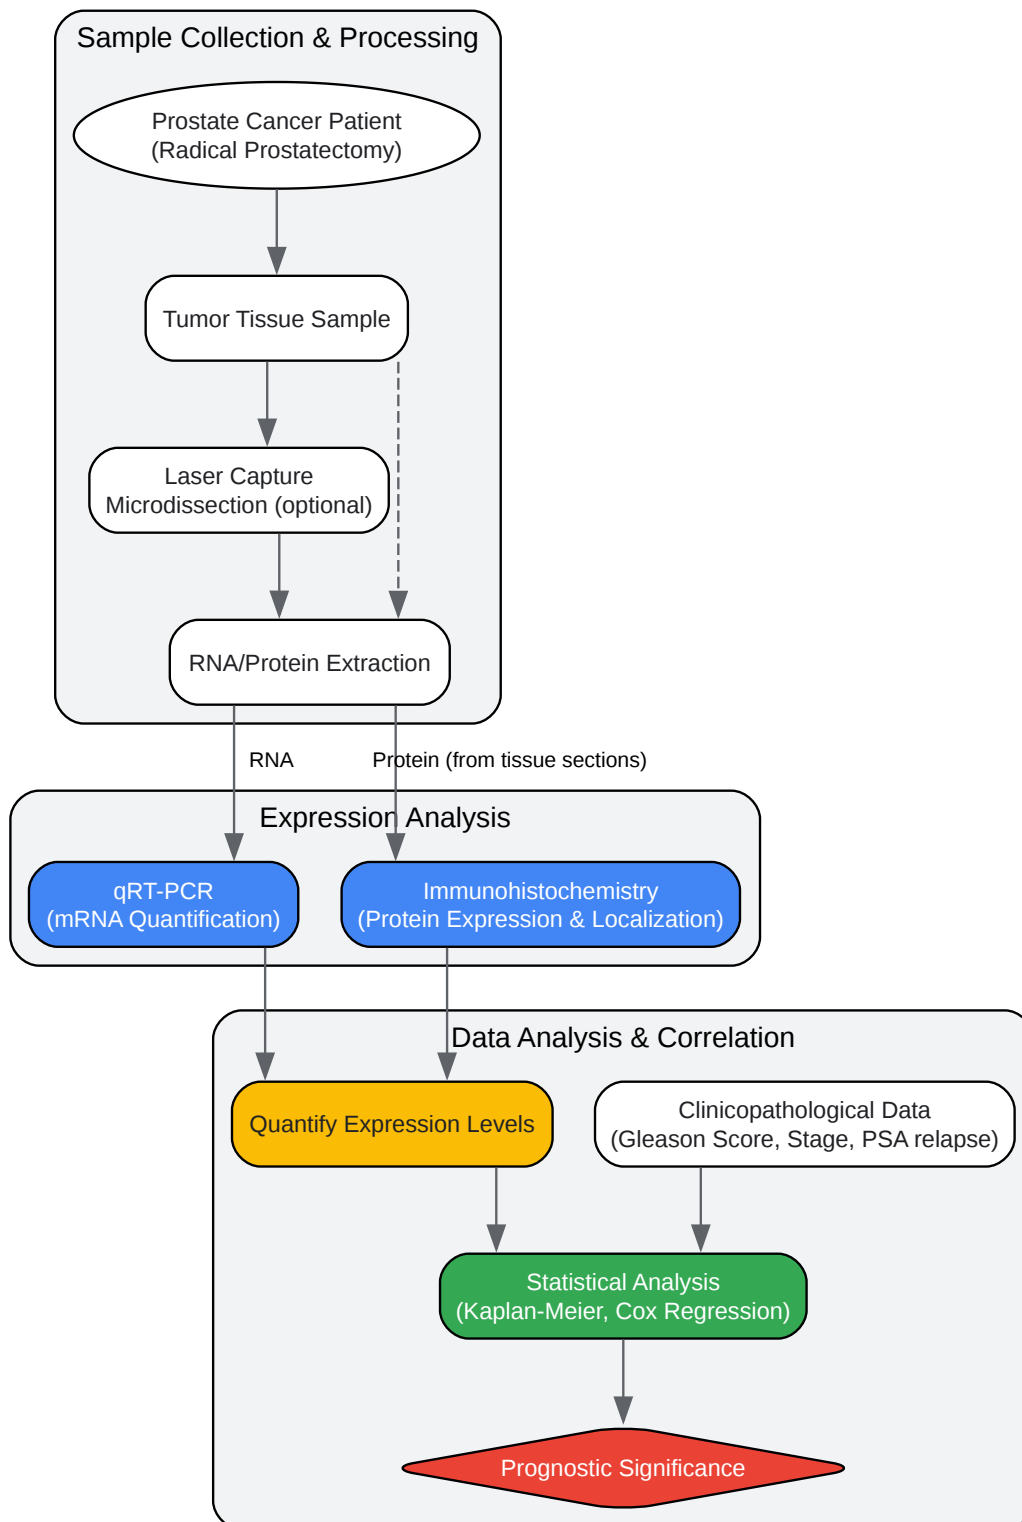 Sample Collection & Processing
Prostate Cancer Patient
(Radical Prostatectomy)
Tumor Tissue Sample
Laser Capture
Microdissection (optional)
RNA/Protein Extraction
RNA
Protein (from tissue sections)
Expression Analysis
qRT-PCR
(mRNA Quantification)
Immunohistochemistry
(Protein Expression & Localization)
Data Analysis & Correlation
Quantify Expression Levels
Clinicopathological Data
(Gleason Score, Stage, PSA relapse)
Statistical Analysis
(Kaplan-Meier, Cox Regression)
Prognostic Significance